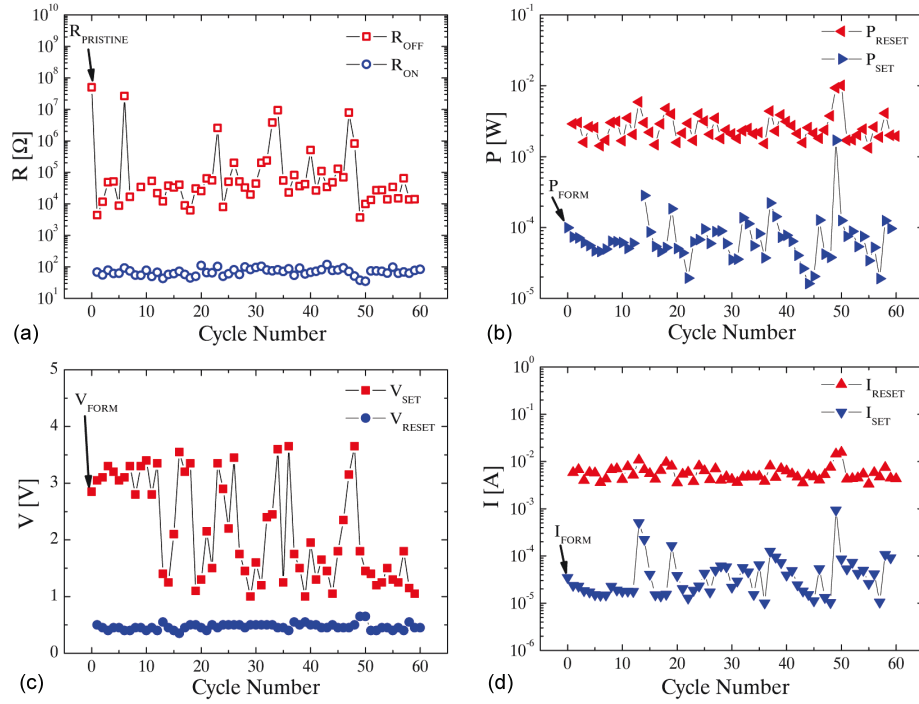 10^10
10^9
10^8
10^7
10^6
10^5
10^4
10^3
10^2
10^1
R [Ω]
R_PRISTINE
R_OFF
R_ON
0 10 20 30 40 50 60
Cycle Number
(a)
10^-1
10^-2
10^-3
10^-4
10^-5
P [W]
P_FORM
P_RESET
P_SET
0 10 20 30 40 50 60
Cycle Number
(b)
5
4
3
2
1
0
V [V]
V_FORM
V_SET
V_RESET
0 10 20 30 40 50 60
Cycle Number
(c)
10^0
10^-1
10^-2
10^-3
10^-4
10^-5
10^-6
I [A]
I_FORM
I_RESET
I_SET
0 10 20 30 40 50 60
Cycle Number
(d)